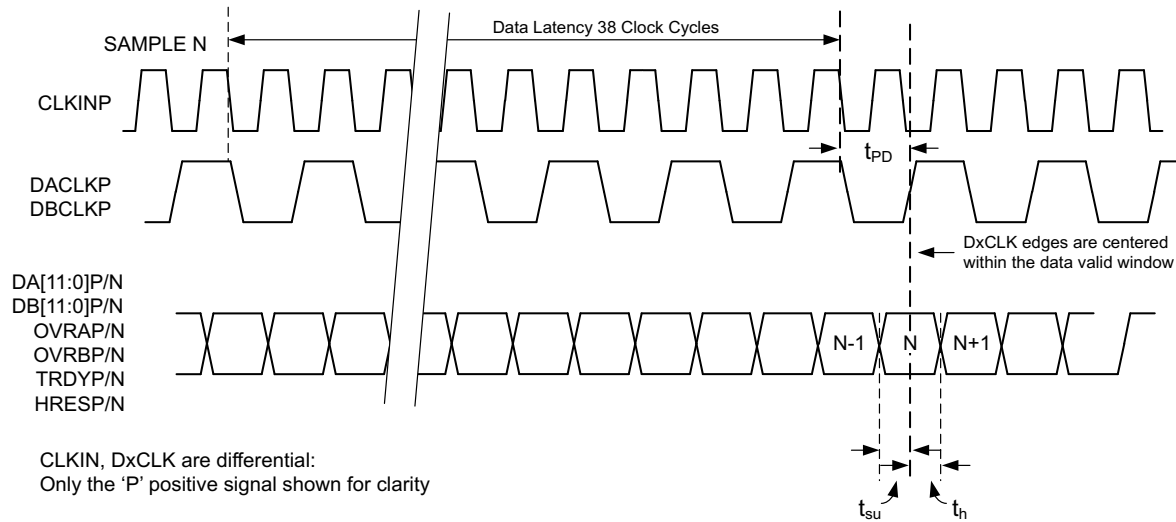 Data Latency 38 Clock Cycles
SAMPLE N
CLKINP
tPD
DACLKP
DBCLKP
DxCLK edges are centered
within the data valid window
DA[11:0]P/N
DB[11:0]P/N
OVRAP/N
OVRBP/N
TRDYP/N
HRESP/N
N-1
N
N+1
CLKIN, DxCLK are differential:
Only the ‘P’ positive signal shown for clarity
tsu
th